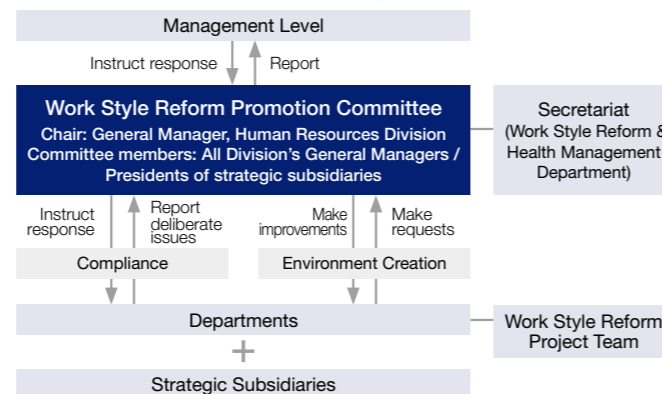 Management Level
Instruct response
Report
Work Style Reform Promotion Committee
Chair: General Manager, Human Resources Division
Committee members: All Division's General Managers /
Presidents of strategic subsidiaries
Secretariat
(Work Style Reform &
Health Management
Department)
Instruct
response
Report
deliberate
issues
Make
improvements
Make
requests
Compliance
Environment Creation
Departments
Work Style Reform
Project Team
+
Strategic Subsidiaries